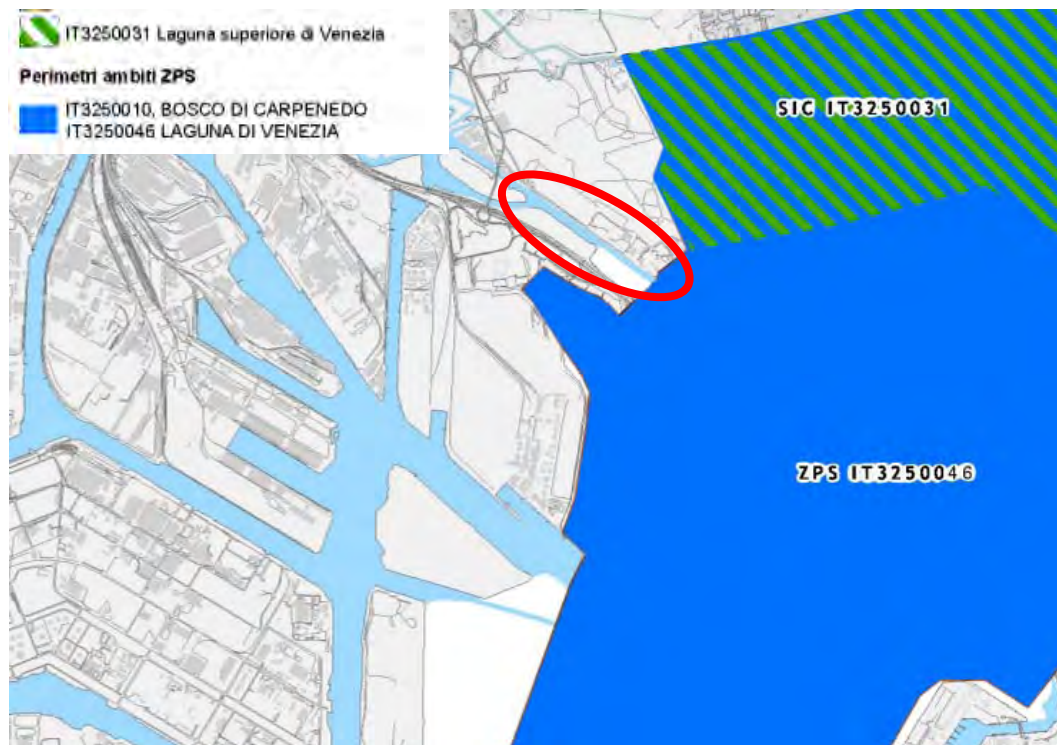 IT3250031 Laguna superiore di Venezia
Perimetri ambiti ZPS
IT3250010, BOSCO DI CARPENEDO
IT3250046 LAGUNA DI VENEZIA
SIC IT3250031
ZPS IT3250046